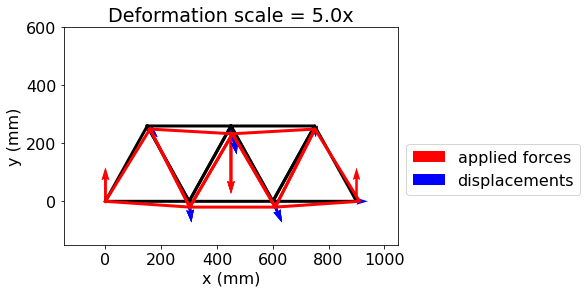 Deformation scale = 5.0x
y (mm)
600
400
200
0
0 200 400 600 800 1000
x (mm)
applied forces
displacements